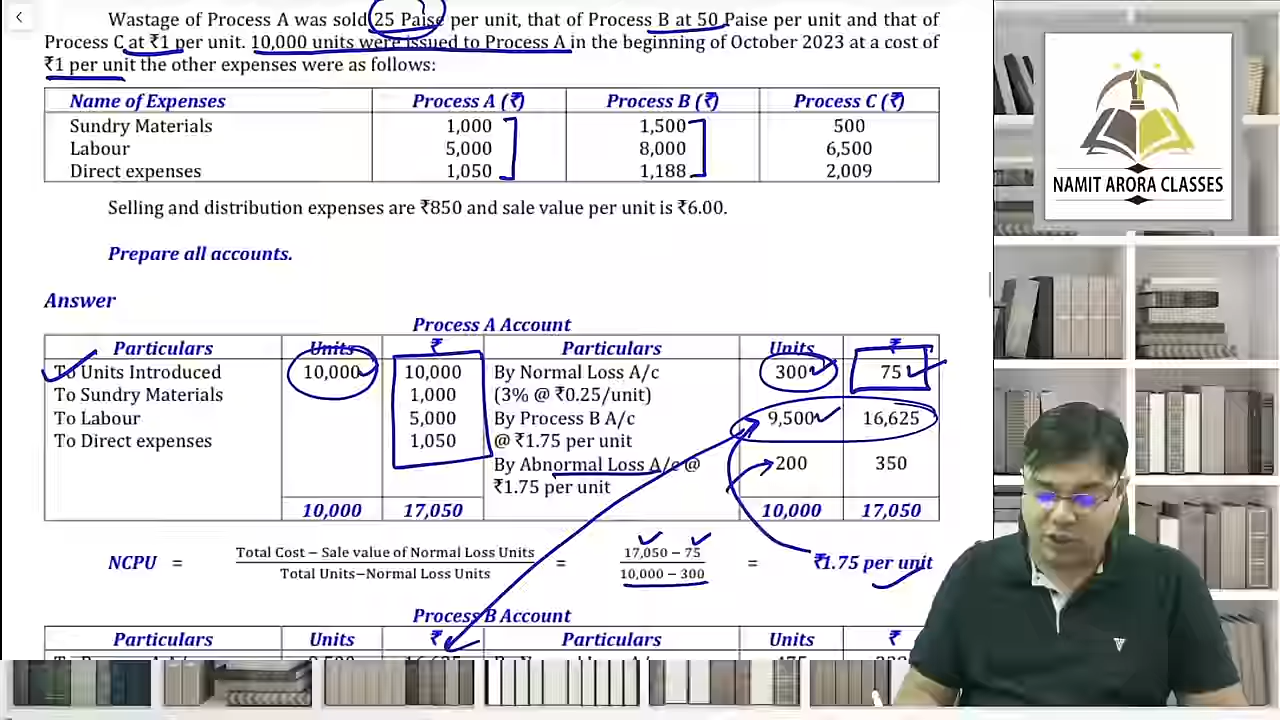 Wastage of Process A was sold 25 Paise per unit, that of Process B at 50 Paise per unit and that of
Process C at ₹1 per unit. 10,000 units were issued to Process A in the beginning of October 2023 at a cost of
₹1 per unit the other expenses were as follows:
Name of Expenses Process A (₹) Process B (₹) Process C (₹)
Sundry Materials 1,000 1,500 500
Labour 5,000 8,000 6,500
Direct expenses 1,050 1,188 2,009
Selling and distribution expenses are ₹850 and sale value per unit is ₹6.00.
Prepare all accounts.
Answer
Process A Account
Particulars Units ₹ Particulars Units ₹
To Units Introduced 10,000 10,000 By Normal Loss A/c 300 75
To Sundry Materials 1,000 (3% @ ₹0.25/unit)
To Labour 5,000 By Process B A/c 9,500 16,625
To Direct expenses 1,050 @ ₹1.75 per unit
By Abnormal Loss A/c @ 200 350
₹1.75 per unit
10,000 17,050 10,000 17,050
NCPU = Total Cost − Sale value of Normal Loss Units / Total Units−Normal Loss Units = 17,050 − 75 / 10,000 − 300 = ₹1.75 per unit
Process B Account
Particulars Units ₹ Particulars Units ₹
NAMIT ARORA CLASSES